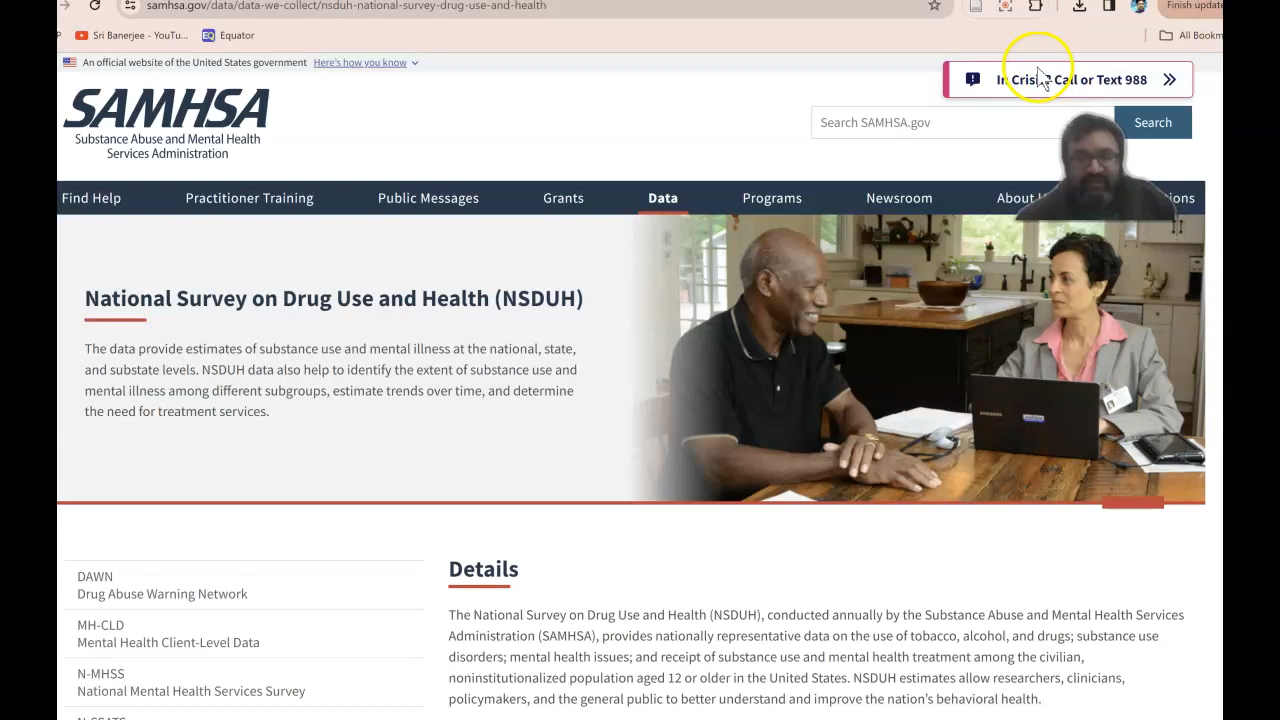 samhsa.gov/data/data-we-collect/nsduh-national-survey-drug-use-and-health
Finish update
Sri Banerjee - YouTu...
EQ Equator
All Bookm
An official website of the United States government Here's how you know
In Crisis? Call or Text 988
SAMHSA
Substance Abuse and Mental Health
Services Administration
Search SAMHSA.gov
Search
Find Help Practitioner Training Public Messages Grants Data Programs Newsroom About U ions
National Survey on Drug Use and Health (NSDUH)
The data provide estimates of substance use and mental illness at the national, state,
and substate levels. NSDUH data also help to identify the extent of substance use and
mental illness among different subgroups, estimate trends over time, and determine
the need for treatment services.
SAMSUNG
DAWN
Drug Abuse Warning Network
MH-CLD
Mental Health Client-Level Data
N-MHSS
National Mental Health Services Survey
Details
The National Survey on Drug Use and Health (NSDUH), conducted annually by the Substance Abuse and Mental Health Services
Administration (SAMHSA), provides nationally representative data on the use of tobacco, alcohol, and drugs; substance use
disorders; mental health issues; and receipt of substance use and mental health treatment among the civilian,
noninstitutionalized population aged 12 or older in the United States. NSDUH estimates allow researchers, clinicians,
policymakers, and the general public to better understand and improve the nation's behavioral health.